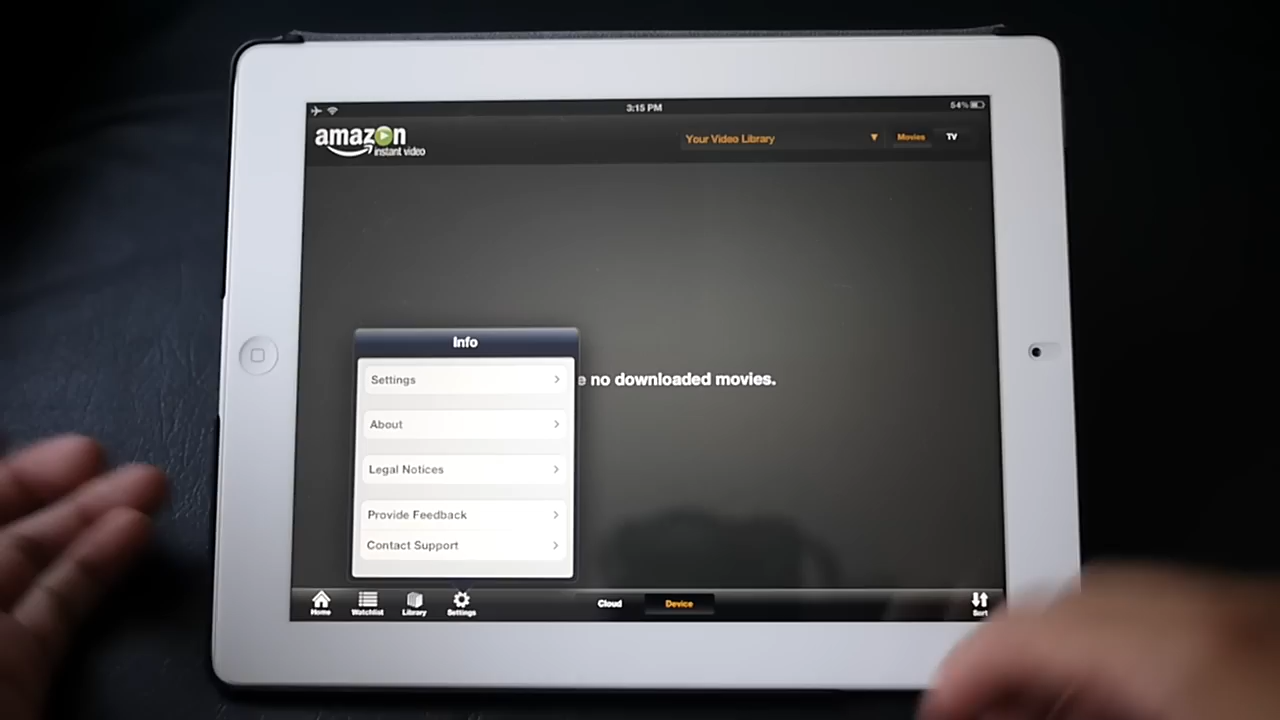 3:15 PM
54%
amazon
instant video
Your Video Library
Movies
TV
Info
Settings
e no downloaded movies.
About
Legal Notices
Provide Feedback
Contact Support
Home
Watchlist
Library
Settings
Cloud
Device
Sort